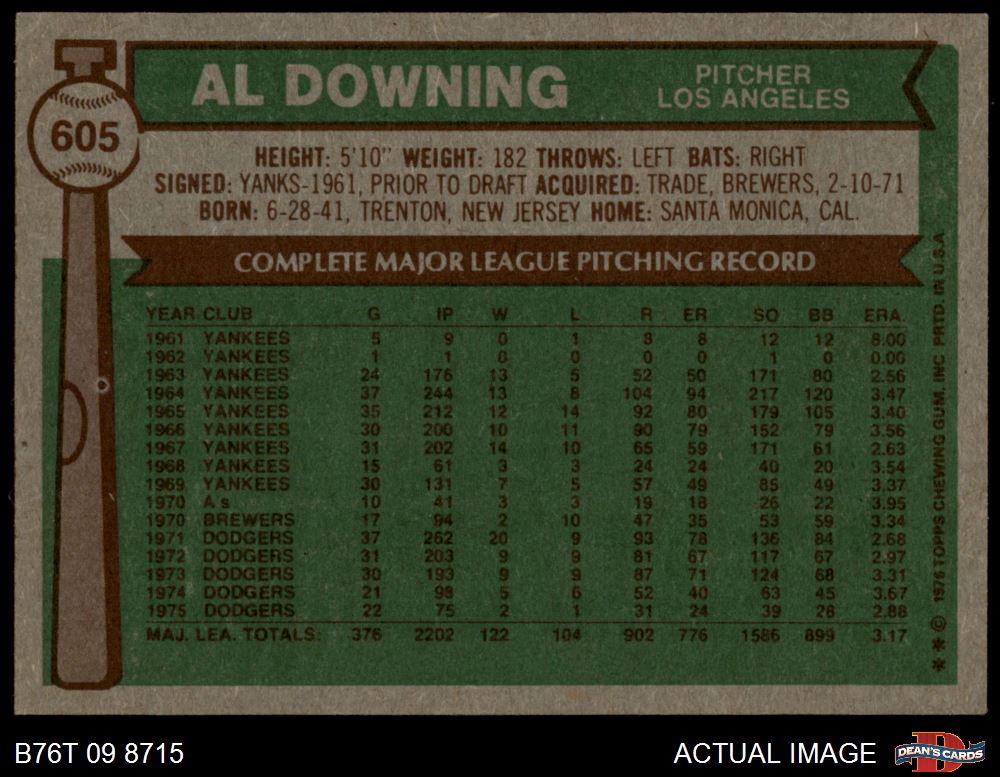 AL DOWNING
PITCHER
LOS ANGELES
605
HEIGHT: 5'10" WEIGHT: 182 THROWS: LEFT BATS: RIGHT
SIGNED: YANKS-1961, PRIOR TO DRAFT ACQUIRED: TRADE, BREWERS, 2-10-71
BORN: 6-28-41, TRENTON, NEW JERSEY HOME: SANTA MONICA, CAL.
COMPLETE MAJOR LEAGUE PITCHING RECORD
YEAR CLUB G IP W L R ER SO BB ERA.
1961 YANKEES 5 9 0 1 8 8 12 12 8.00
1962 YANKEES 1 1 0 0 0 0 1 0 0.00
1963 YANKEES 24 176 13 5 52 50 171 80 2.56
1964 YANKEES 37 244 13 8 104 94 217 120 3.47
1965 YANKEES 35 212 12 14 92 80 179 105 3.40
1966 YANKEES 30 200 10 11 90 79 152 79 3.56
1967 YANKEES 31 202 14 10 65 59 171 61 2.63
1968 YANKEES 15 61 3 3 24 24 40 20 3.54
1969 YANKEES 30 131 7 5 57 49 85 49 3.37
1970 A's 10 41 3 3 19 18 26 22 3.95
1970 BREWERS 17 94 2 10 47 35 53 59 3.34
1971 DODGERS 37 262 20 9 93 78 136 84 2.68
1972 DODGERS 31 203 9 9 81 67 117 67 2.97
1973 DODGERS 30 193 9 9 87 71 124 68 3.31
1974 DODGERS 21 98 5 6 52 40 63 45 3.67
1975 DODGERS 22 75 2 1 31 24 39 28 2.88
MAJ. LEA. TOTALS: 376 2202 122 104 902 776 1586 899 3.17
* * © 1976 TOPPS CHEWING GUM, INC PRTD. IN U.S.A.
B76T 09 8715
ACTUAL IMAGE
DEAN'S CARDS